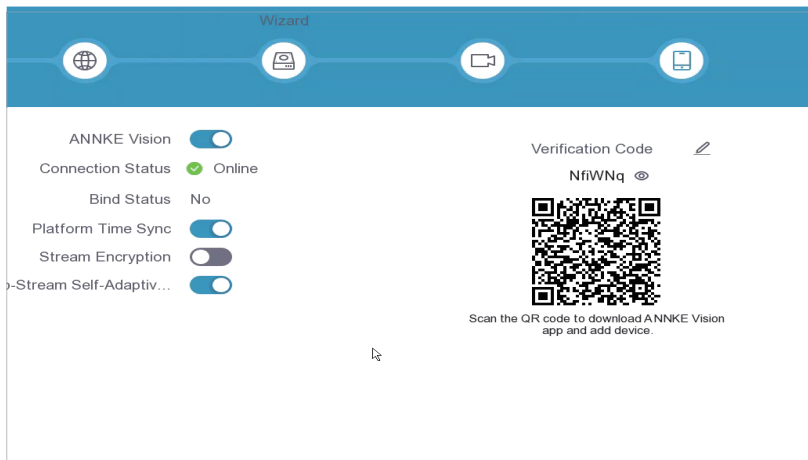 Wizard
ANNKE Vision
Connection Status Online
Bind Status No
Platform Time Sync
Stream Encryption
-Stream Self-Adaptiv...
Verification Code
NfiWNq
Scan the QR code to download ANNKE Vision
app and add device.